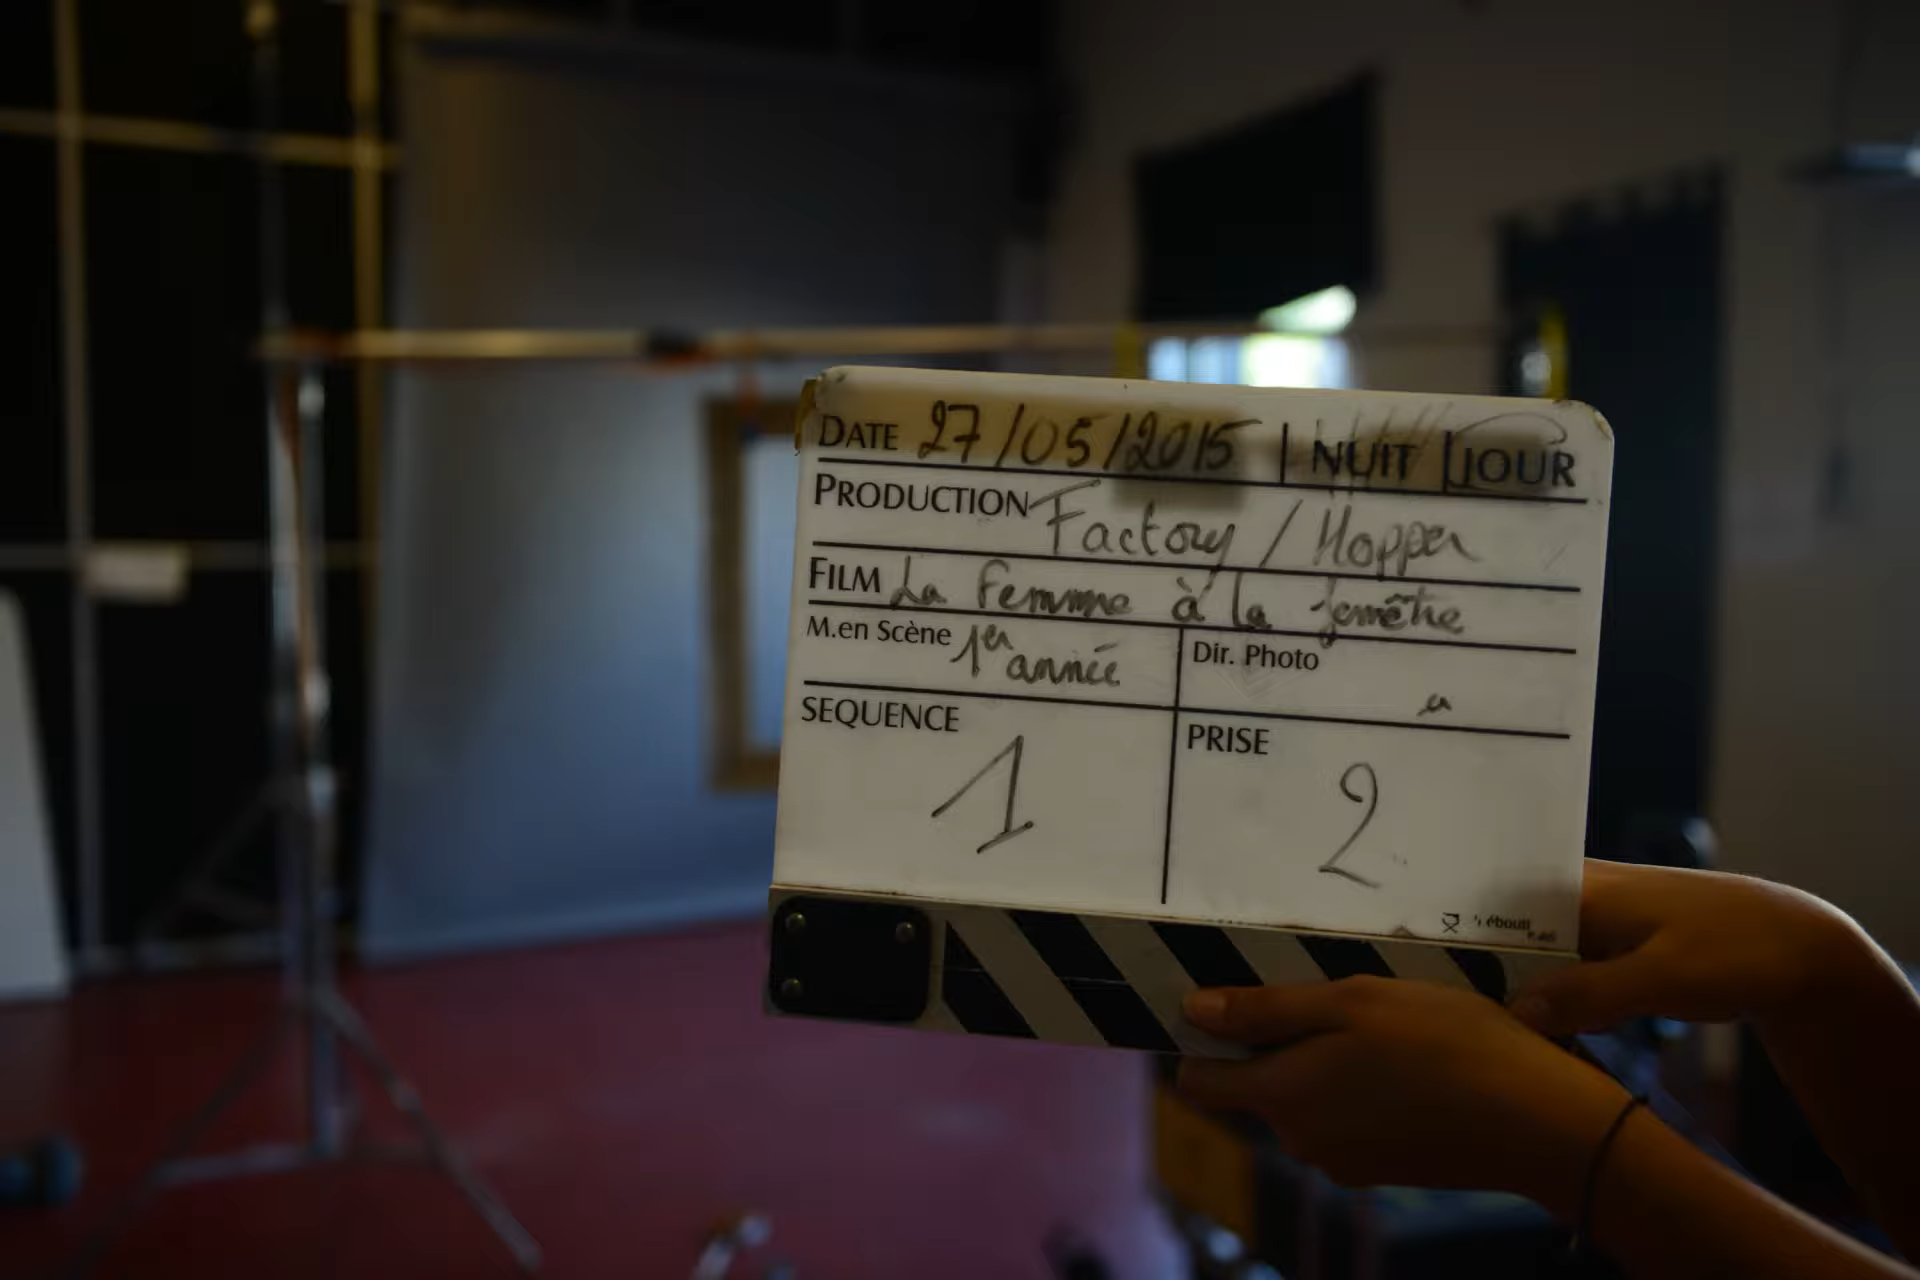 DATE 27/05/2015 | NUIT | JOUR
PRODUCTION Factory / Hopper
FILM La Femme à la fenêtre
M.en Scène 1er année
Dir. Photo
SEQUENCE 1
PRISE 2